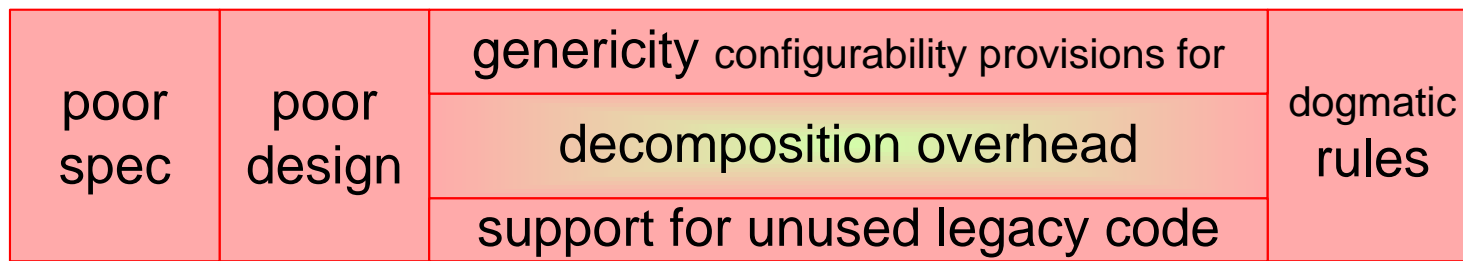 poor
spec
poor
design
genericity configurability provisions for
decomposition overhead
support for unused legacy code
dogmatic
rules